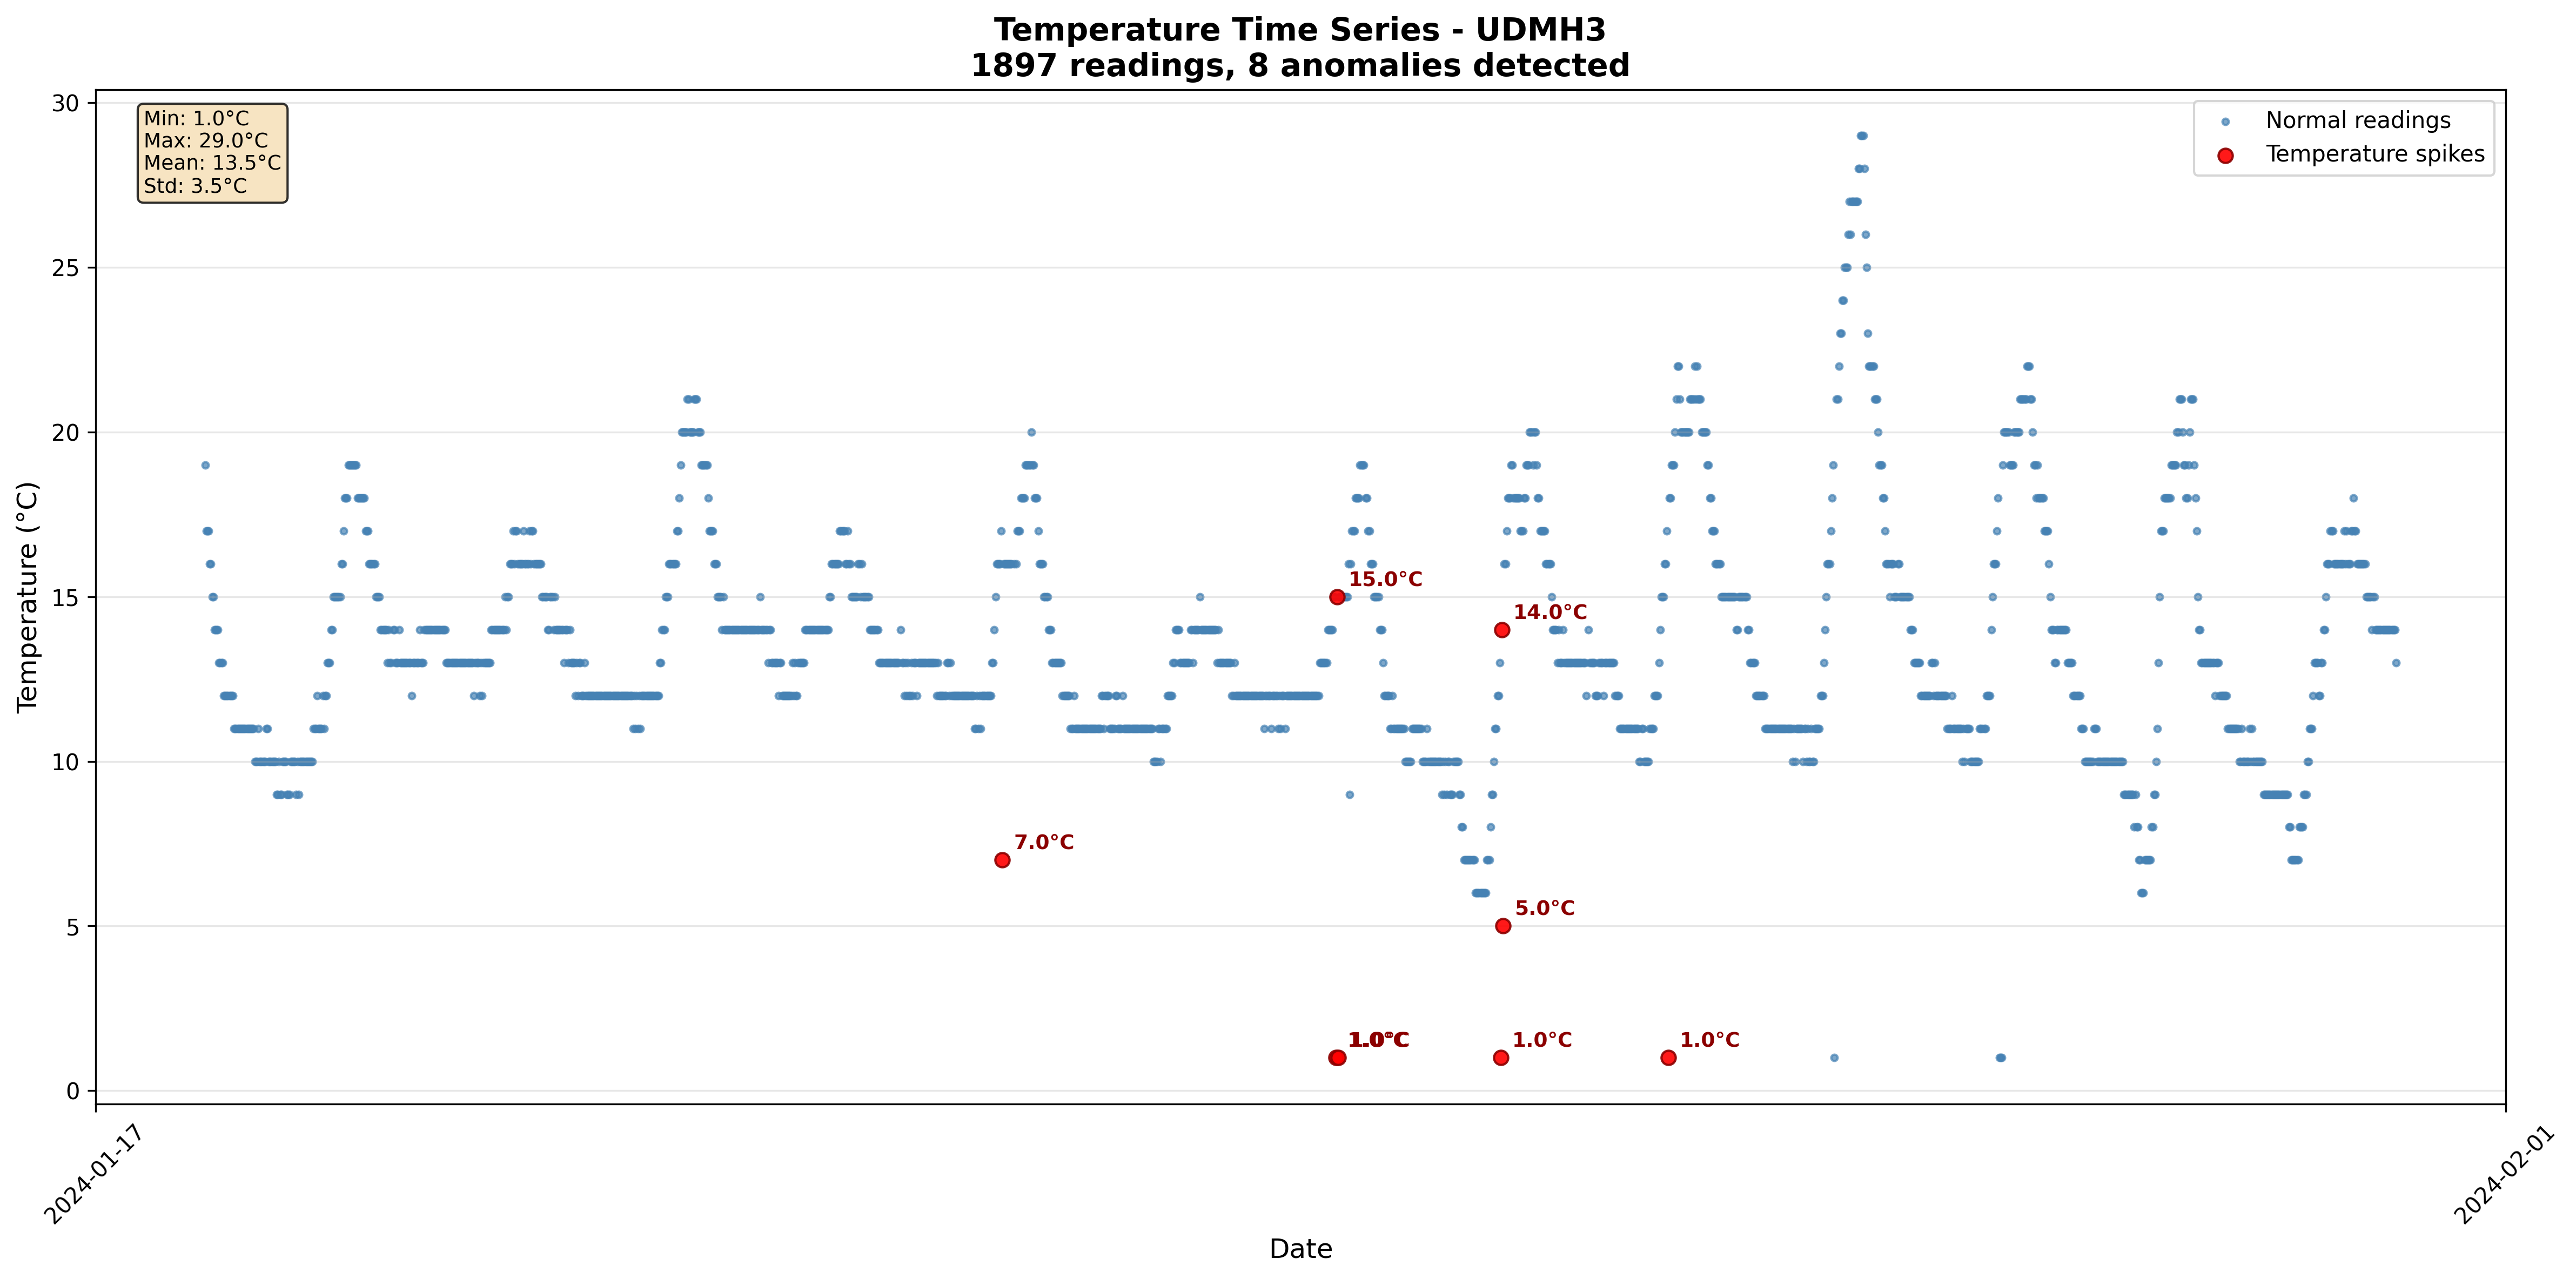 Temperature Time Series - UDMH3
1897 readings, 8 anomalies detected
Min: 1.0°C
Max: 29.0°C
Mean: 13.5°C
Std: 3.5°C
Normal readings
Temperature spikes
Temperature (°C)
30
25
20
15
10
5
0
15.0°C
14.0°C
7.0°C
5.0°C
1.0°C
1.0°C
1.0°C
1.0°C
2024-01-17
2024-02-01
Date